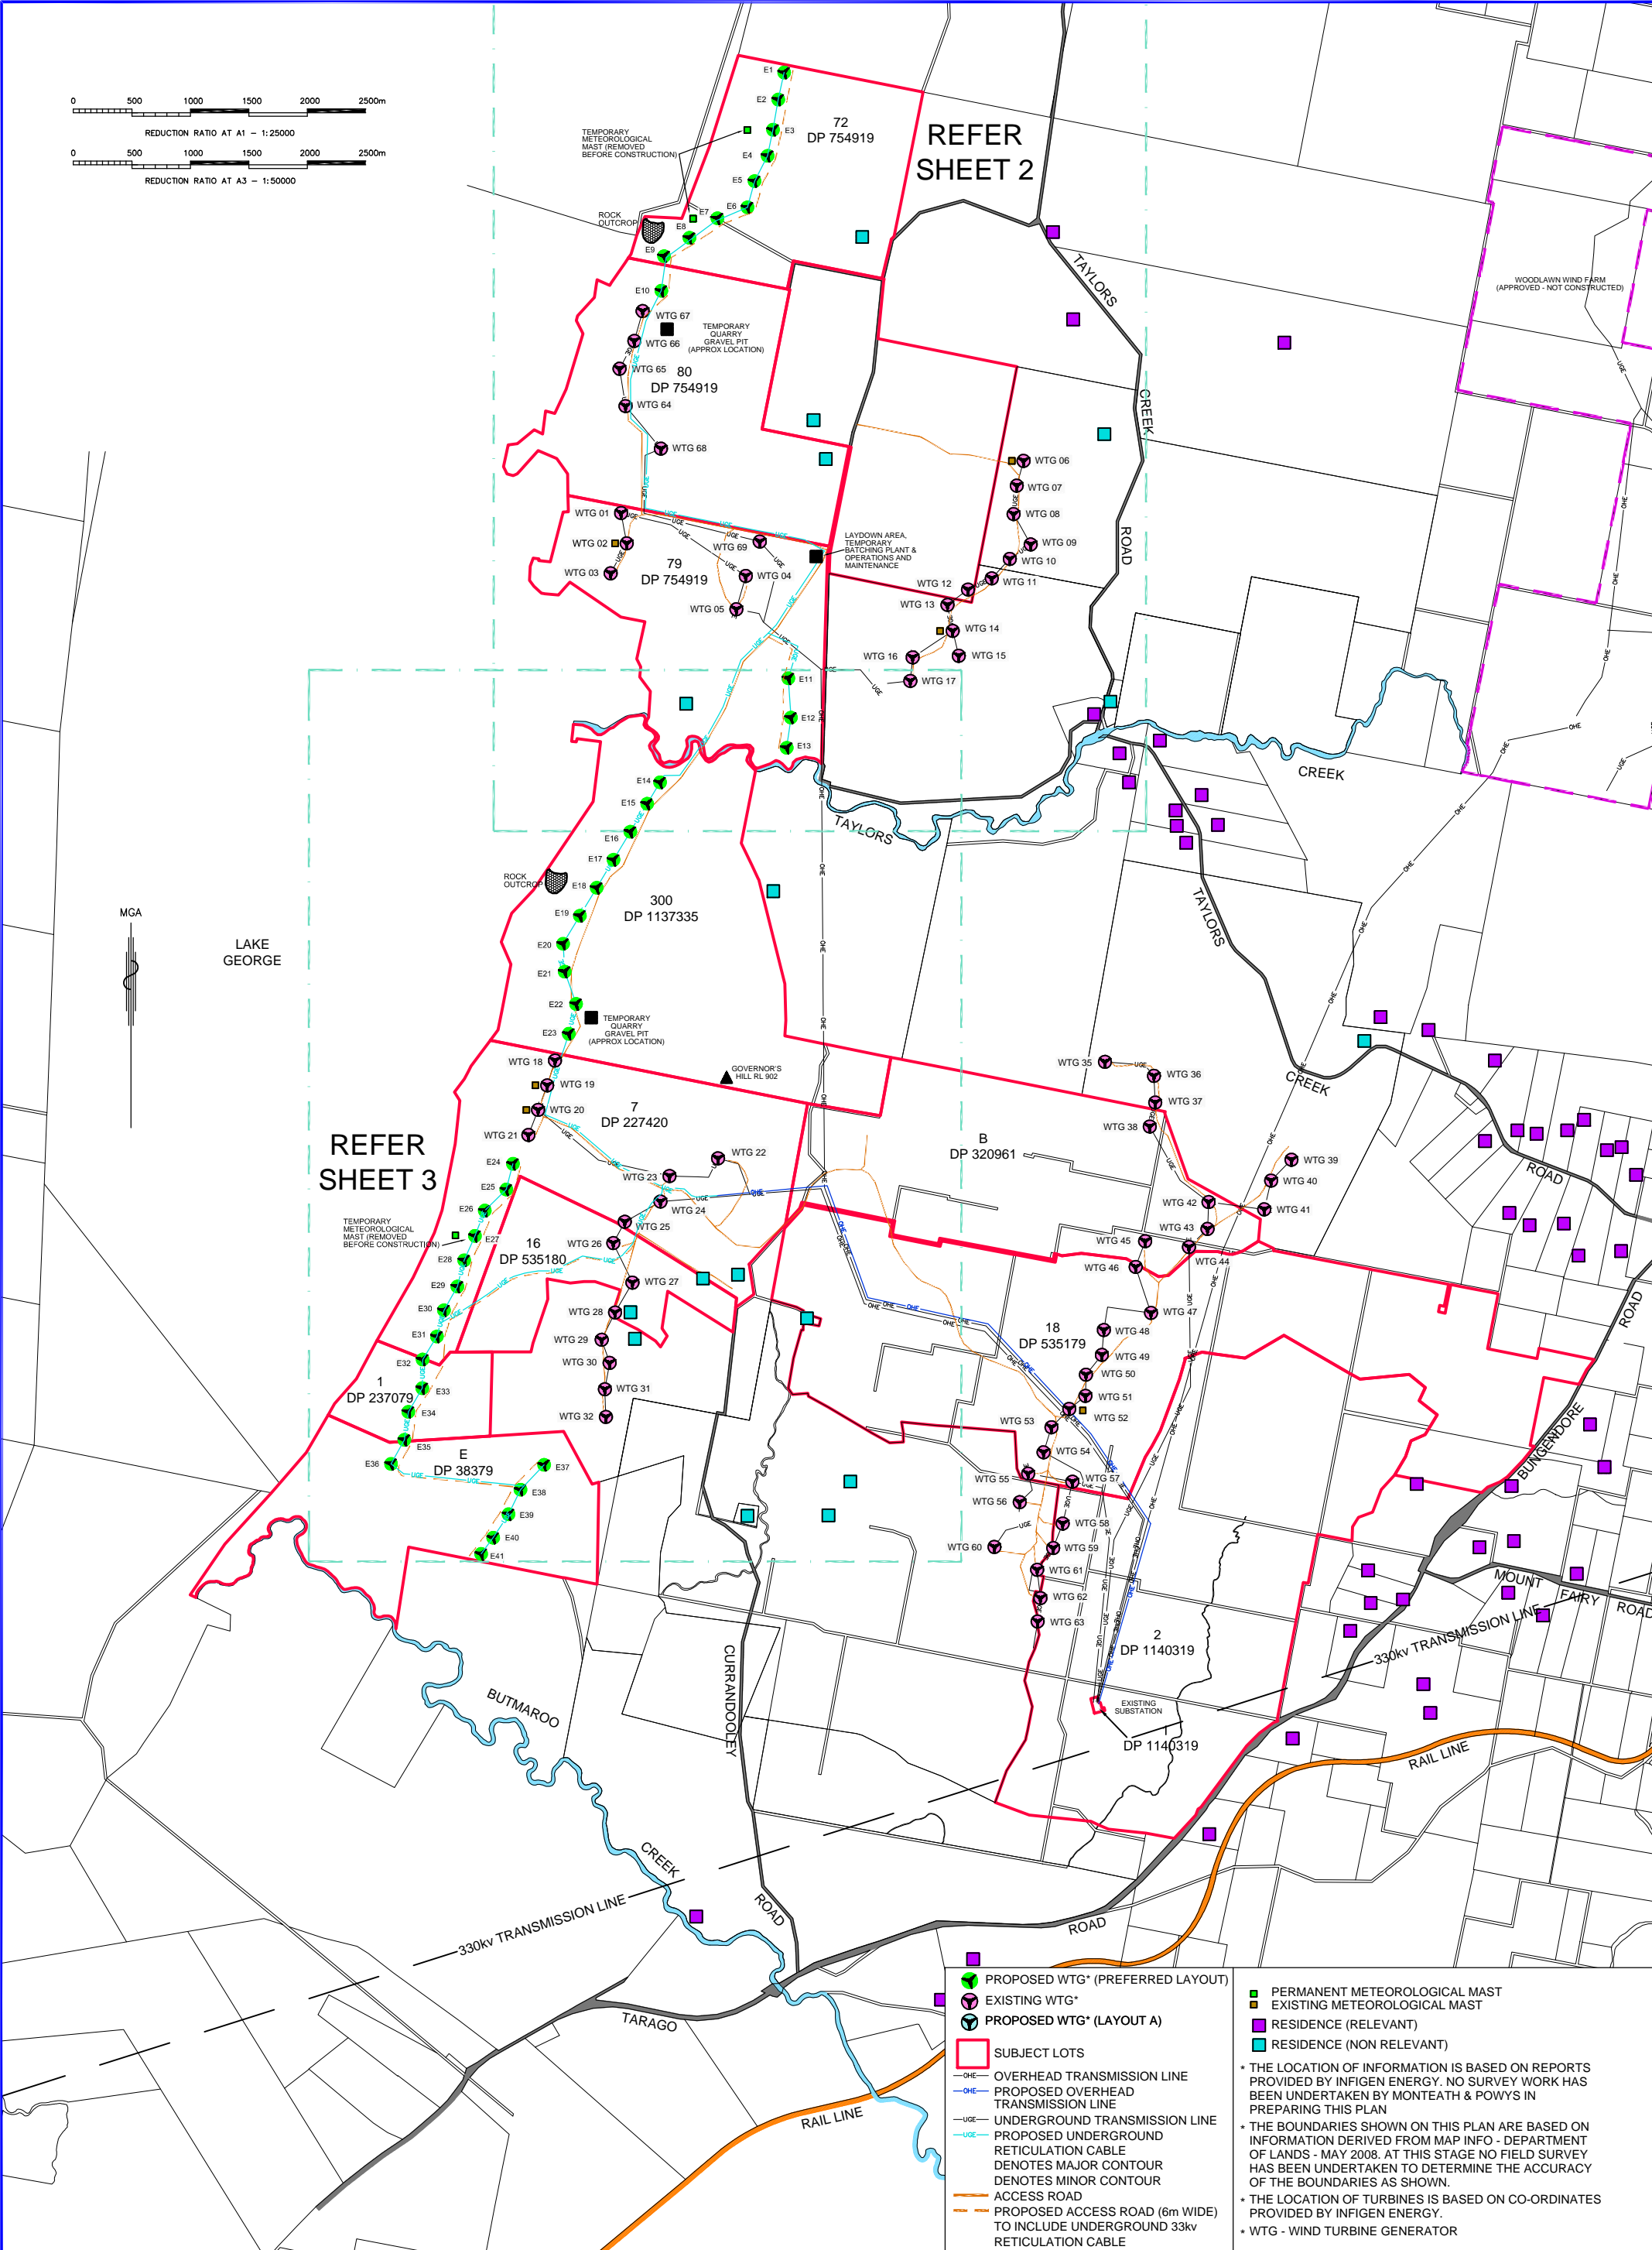 0 500 1000 1500 2000 2500m
REDUCTION RATIO AT A1 – 1:25000
0 500 1000 1500 2000 2500m
REDUCTION RATIO AT A3 – 1:50000
E1
E2
E3
E4
E5
E6
E7
E8
E9
E10
TEMPORARY
METEOROLOGICAL
MAST (REMOVED
BEFORE CONSTRUCTION)
72
DP 754919
REFER
SHEET 2
ROCK
OUTCROP
TAYLORS
CREEK
ROAD
WOODLAWN WIND FARM
(APPROVED - NOT CONSTRUCTED)
WTG 67
WTG 66
WTG 65
WTG 64
WTG 68
TEMPORARY
QUARRY
GRAVEL PIT
(APPROX LOCATION)
80
DP 754919
WTG 06
WTG 07
WTG 08
WTG 09
WTG 10
WTG 11
WTG 12
WTG 13
WTG 14
WTG 15
WTG 16
WTG 17
WTG 01
WTG 02
WTG 03
WTG 69
WTG 04
WTG 05
79
DP 754919
LAYDOWN AREA,
TEMPORARY
BATCHING PLANT &
OPERATIONS AND
MAINTENANCE
UGE
OHE
E11
E12
E13
E14
E15
E16
E17
E18
E19
E20
E21
E22
E23
TAYLORS
CREEK
TAYLORS
CREEK
ROAD
ROCK
OUTCROP
300
DP 1137335
MGA
LAKE
GEORGE
TEMPORARY
QUARRY
GRAVEL PIT
(APPROX LOCATION)
GOVERNOR'S
HILL RL 902
WTG 18
WTG 19
WTG 20
WTG 21
7
DP 227420
WTG 22
WTG 23
WTG 24
WTG 25
WTG 26
WTG 27
WTG 28
WTG 29
WTG 30
WTG 31
WTG 32
REFER
SHEET 3
WTG 35
WTG 36
WTG 37
WTG 38
WTG 39
WTG 40
WTG 41
WTG 42
WTG 43
WTG 44
WTG 45
WTG 46
WTG 47
WTG 48
WTG 49
WTG 50
WTG 51
WTG 52
WTG 53
WTG 54
WTG 55
WTG 56
WTG 57
WTG 58
WTG 59
WTG 60
WTG 61
WTG 62
WTG 63
B
DP 320961
E24
E25
E26
E27
E28
E29
E30
E31
E32
E33
E34
E35
E36
E37
E38
E39
E40
E41
TEMPORARY
METEOROLOGICAL
MAST (REMOVED
BEFORE CONSTRUCTION)
16
DP 535180
18
DP 535179
1
DP 237079
E
DP 38379
2
DP 1140319
EXISTING
SUBSTATION
1
DP 1140319
BUNGENDORE
ROAD
MOUNT
FAIRY
ROAD
330kv TRANSMISSION LINE
RAIL LINE
BUTMAROO
CREEK
CURRANDOOLEY
ROAD
330kv TRANSMISSION LINE
TARAGO
ROAD
RAIL LINE
PROPOSED WTG* (PREFERRED LAYOUT)
EXISTING WTG*
PROPOSED WTG* (LAYOUT A)
SUBJECT LOTS
OHE OVERHEAD TRANSMISSION LINE
OHE PROPOSED OVERHEAD
TRANSMISSION LINE
UGE UNDERGROUND TRANSMISSION LINE
UGE PROPOSED UNDERGROUND
RETICULATION CABLE
DENOTES MAJOR CONTOUR
DENOTES MINOR CONTOUR
ACCESS ROAD
PROPOSED ACCESS ROAD (6m WIDE)
TO INCLUDE UNDERGROUND 33kv
RETICULATION CABLE
PERMANENT METEOROLOGICAL MAST
EXISTING METEOROLOGICAL MAST
RESIDENCE (RELEVANT)
RESIDENCE (NON RELEVANT)
* THE LOCATION OF INFORMATION IS BASED ON REPORTS
PROVIDED BY INFIGEN ENERGY. NO SURVEY WORK HAS
BEEN UNDERTAKEN BY MONTEATH & POWYS IN
PREPARING THIS PLAN
* THE BOUNDARIES SHOWN ON THIS PLAN ARE BASED ON
INFORMATION DERIVED FROM MAP INFO - DEPARTMENT
OF LANDS - MAY 2008. AT THIS STAGE NO FIELD SURVEY
HAS BEEN UNDERTAKEN TO DETERMINE THE ACCURACY
OF THE BOUNDARIES AS SHOWN.
* THE LOCATION OF TURBINES IS BASED ON CO-ORDINATES
PROVIDED BY INFIGEN ENERGY.
* WTG - WIND TURBINE GENERATOR